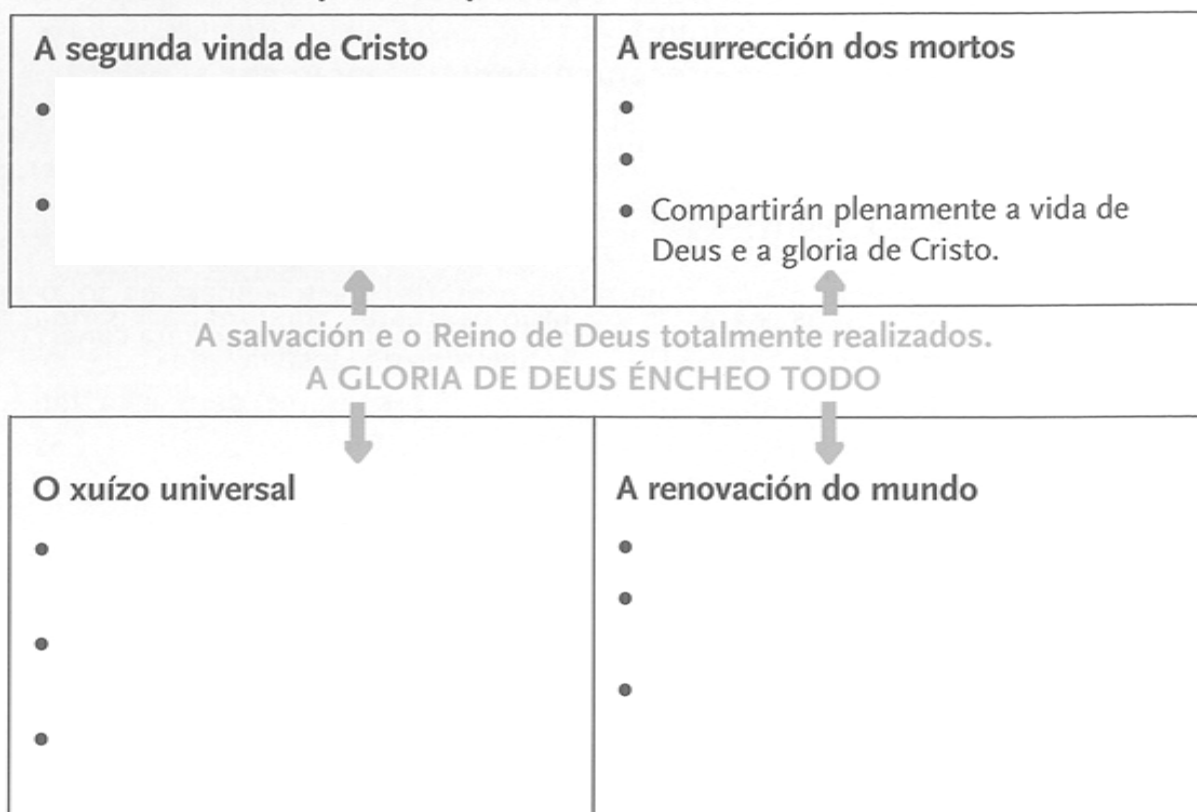 A segunda vinda de Cristo
A resurrección dos mortos
• Compartirán plenamente a vida de
Deus e a gloria de Cristo.
A salvación e o Reino de Deus totalmente realizados.
A GLORIA DE DEUS ÉNCHEO TODO
O xuízo universal
A renovación do mundo